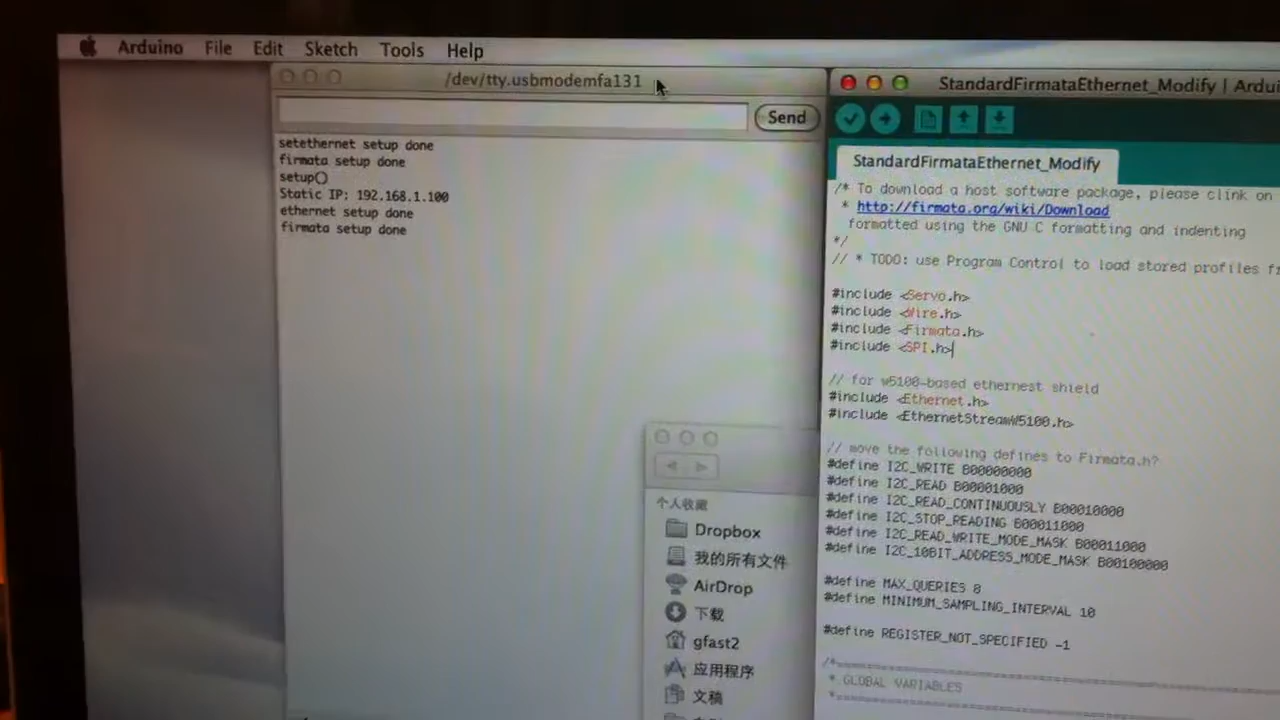 Arduino File Edit Sketch Tools Help
/dev/tty.usbmodemfa131
Send
setethernet setup done
firmata setup done
setup()
Static IP: 192.168.1.100
ethernet setup done
firmata setup done
个人收藏
Dropbox
我的所有文件
AirDrop
下载
gfast2
应用程序
文稿
StandardFirmataEthernet_Modify | Ardui
StandardFirmataEthernet_Modify
/* To download a host software package, please clink on
* http://firmata.org/wiki/Download
formatted using the GNU C formatting and indenting
*/
// * TODO: use Program Control to load stored profiles
#include <Servo.h>
#include <Wire.h>
#include <Firmata.h>
#include <SPI.h>
// for w5100-based ethernest shield
#include <Ethernet.h>
#include <EthernetStreamW5100.h>
// move the following defines to Firmata.h?
#define I2C_WRITE B00000000
#define I2C_READ B00001000
#define I2C_READ_CONTINUOUSLY B00010000
#define I2C_STOP_READING B00011000
#define I2C_READ_WRITE_MODE_MASK B00011000
#define I2C_10BIT_ADDRESS_MODE_MASK B00100000
#define MAX_QUERIES 8
#define MINIMUM_SAMPLING_INTERVAL 10
#define REGISTER_NOT_SPECIFIED -1
/*==============================
* GLOBAL VARIABLES
*==============================